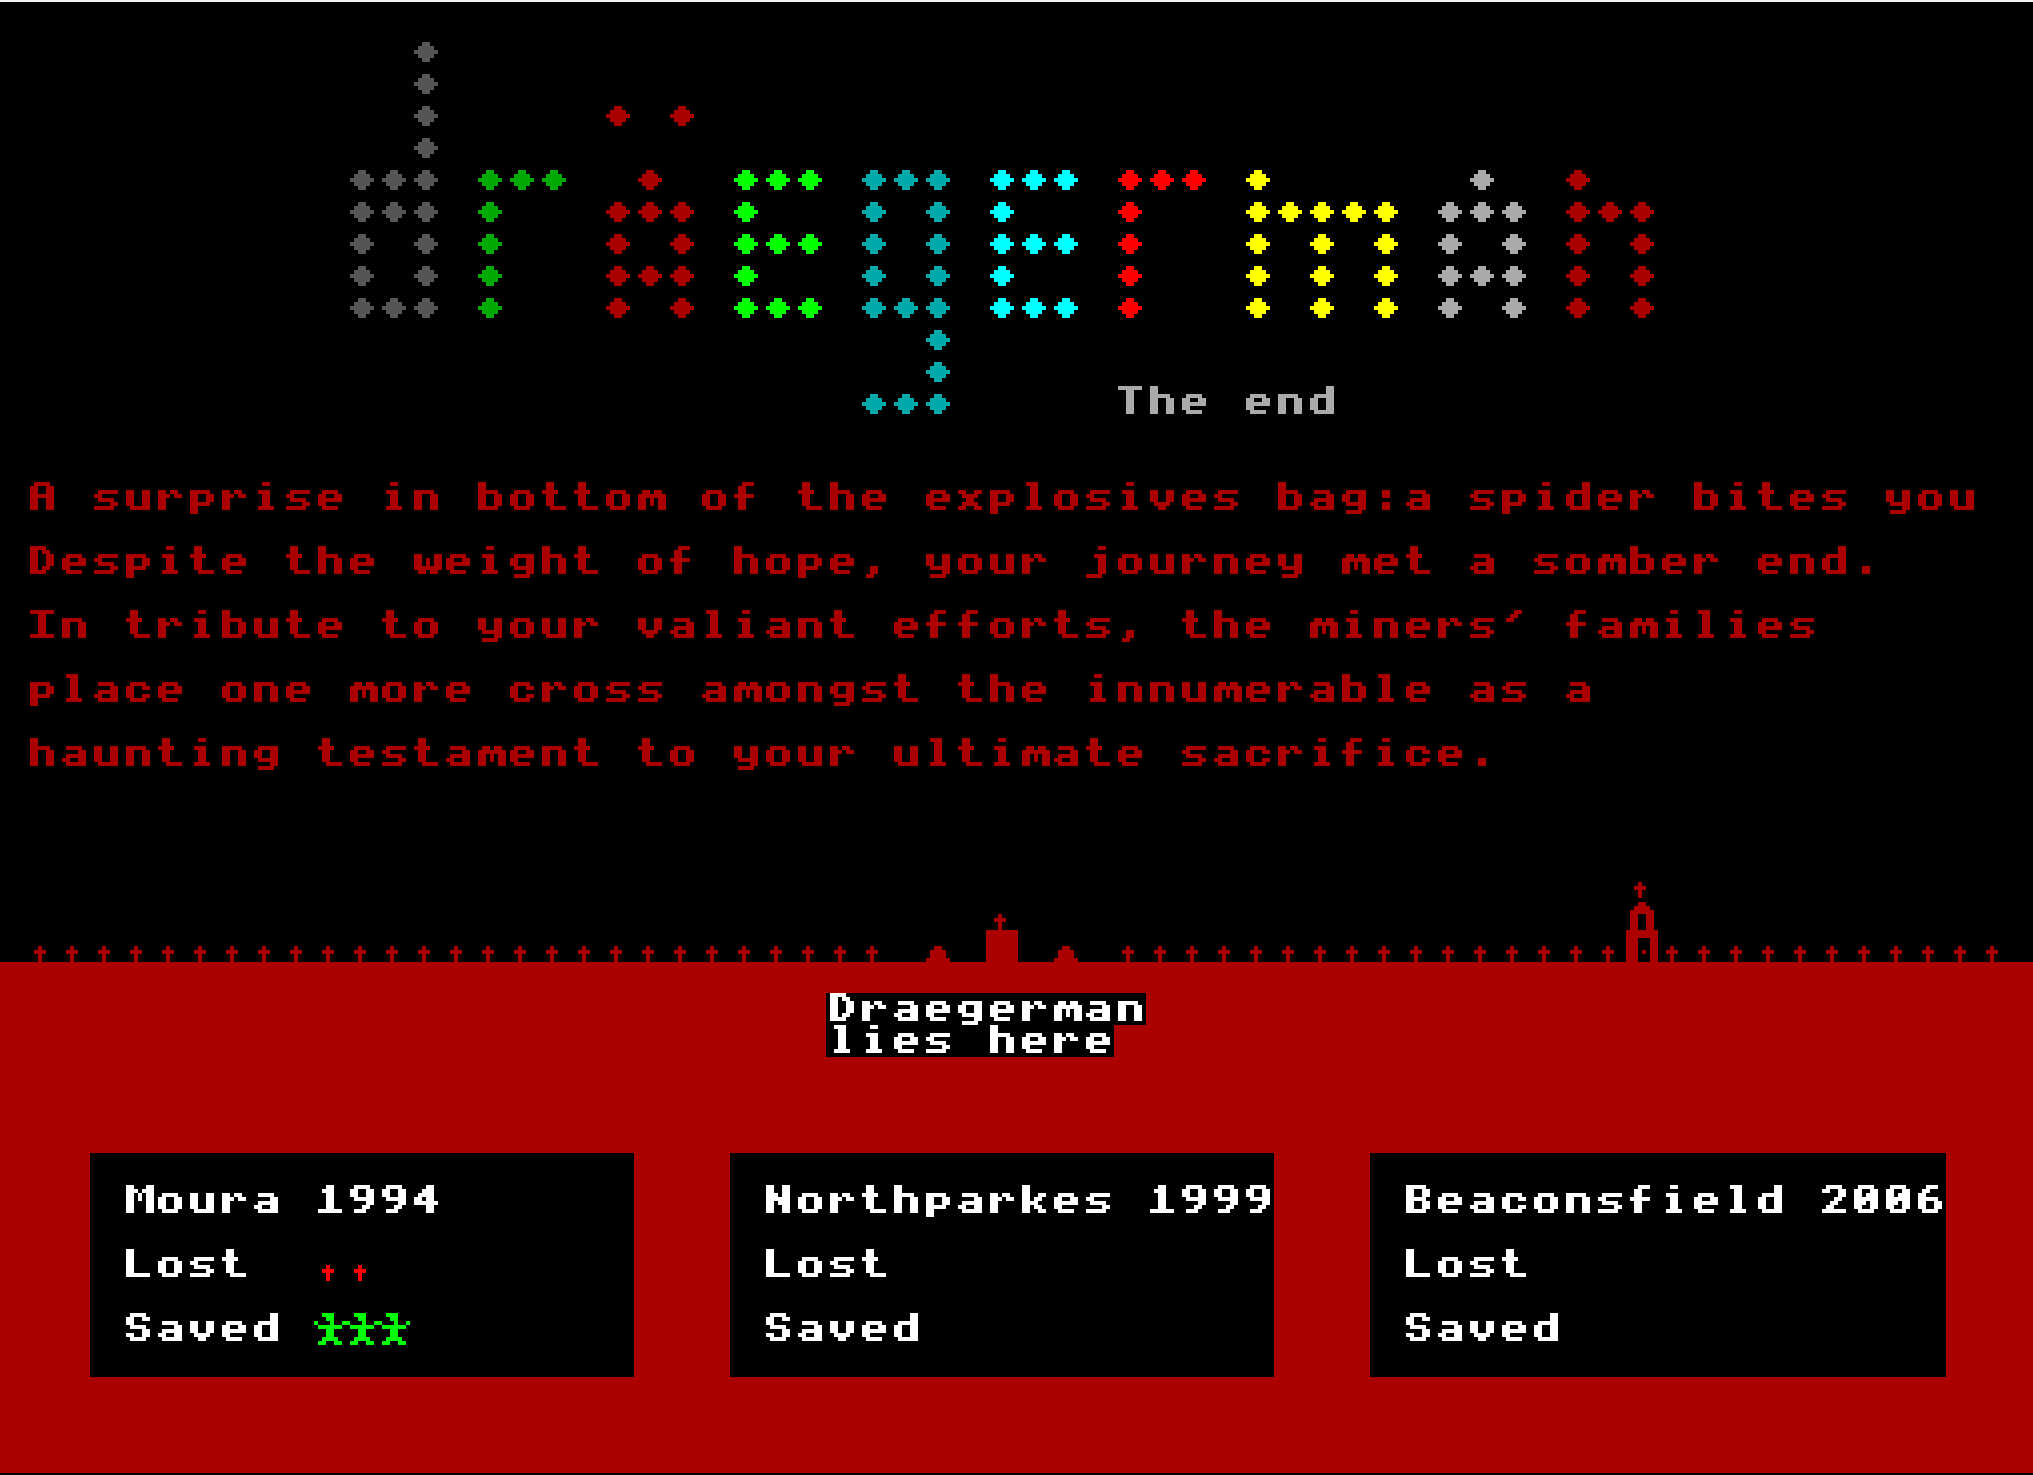 dräegerman
The end
A surprise in bottom of the explosives bag:a spider bites you
Despite the weight of hope, your journey met a somber end.
In tribute to your valiant efforts, the miners' families
place one more cross amongst the innumerable as a
haunting testament to your ultimate sacrifice.
Draegerman
lies here
Moura 1994
Lost
Saved
Northparkes 1999
Lost
Saved
Beaconsfield 2006
Lost
Saved